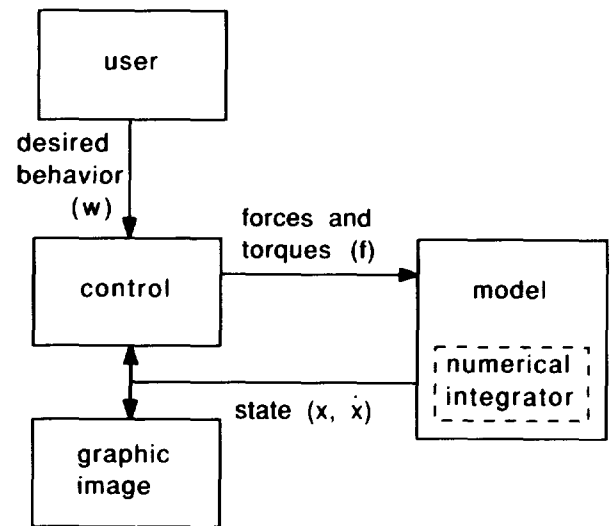 user
desired
behavior
(w)
forces and
torques (f)
control
model
numerical
integrator
state (x, ẋ)
graphic
image